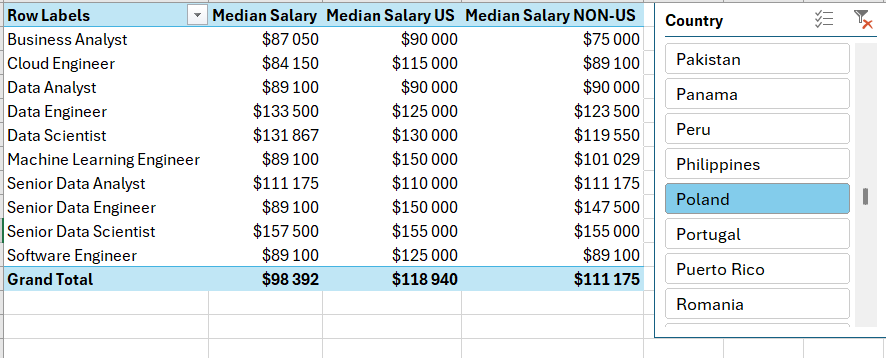 Row Labels Median Salary Median Salary US Median Salary NON-US
Business Analyst $87 050 $90 000 $75 000
Cloud Engineer $84 150 $115 000 $89 100
Data Analyst $89 100 $90 000 $90 000
Data Engineer $133 500 $125 000 $123 500
Data Scientist $131 867 $130 000 $119 550
Machine Learning Engineer $89 100 $150 000 $101 029
Senior Data Analyst $111 175 $110 000 $111 175
Senior Data Engineer $89 100 $150 000 $147 500
Senior Data Scientist $157 500 $155 000 $155 000
Software Engineer $89 100 $125 000 $89 100
Grand Total $98 392 $118 940 $111 175
Country
Pakistan
Panama
Peru
Philippines
Poland
Portugal
Puerto Rico
Romania